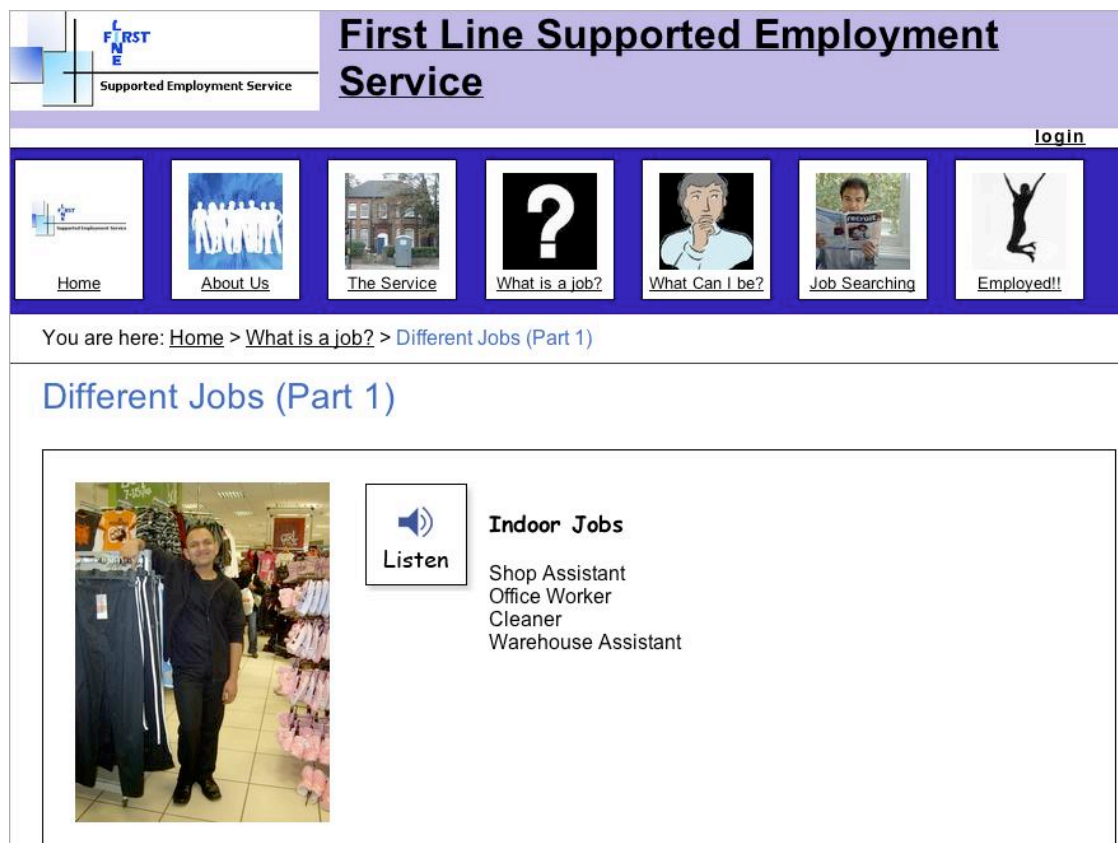 FIRST
LINE
Supported Employment Service
First Line Supported Employment
Service
login
Home
About Us
The Service
What is a job?
What Can I be?
Job Searching
Employed!!
recruit
You are here: Home > What is a job? > Different Jobs (Part 1)
Different Jobs (Part 1)
Listen
Indoor Jobs
Shop Assistant
Office Worker
Cleaner
Warehouse Assistant